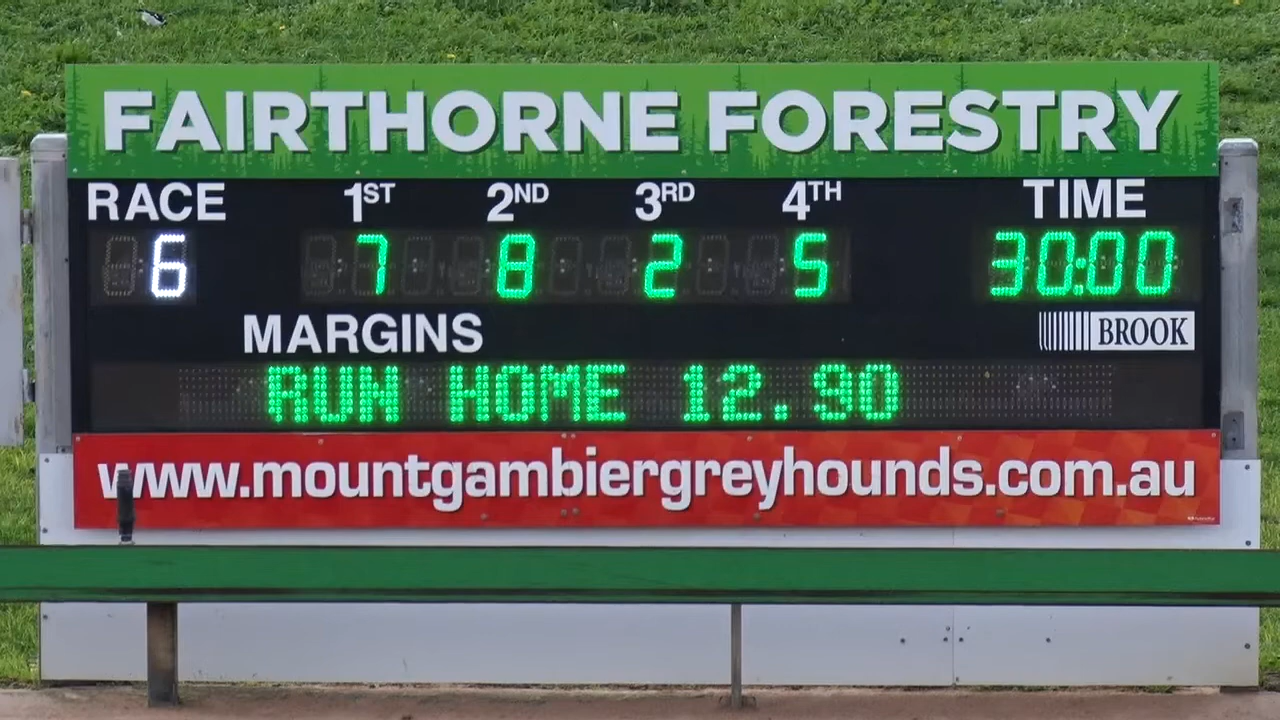 FAIRTHORNE FORESTRY
RACE 1ST 2ND 3RD 4TH TIME
6 7 8 2 5 30:00
MARGINS BROOK
RUN HOME 12.90
www.mountgambiergreyhounds.com.au